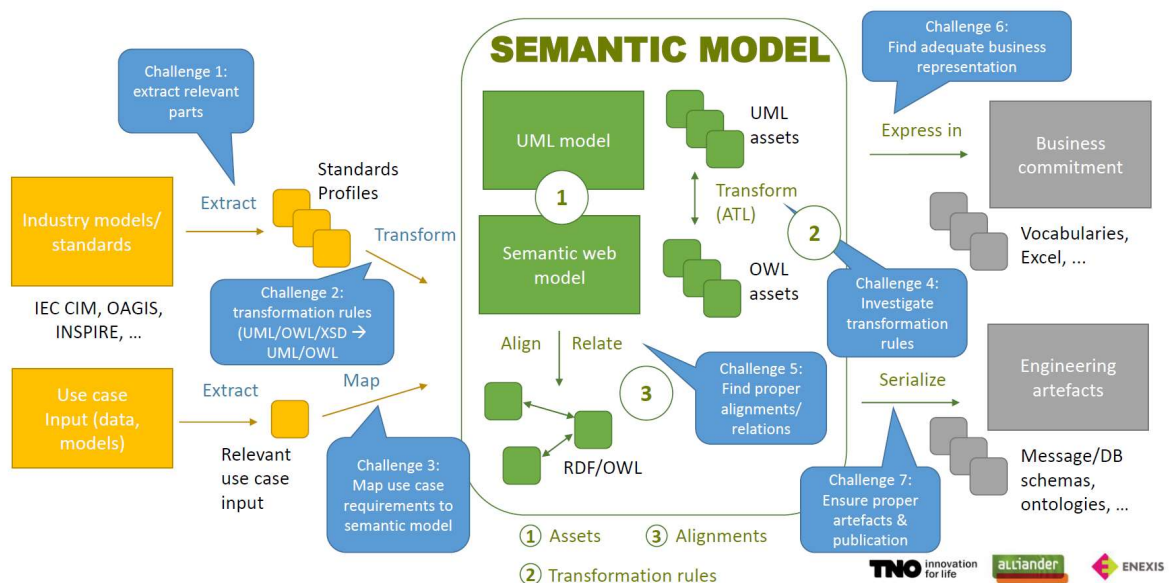 SEMANTIC MODEL
Challenge 1:
extract relevant
parts
Industry models/
standards
IEC CIM, OAGIS,
INSPIRE, ...
Extract
Standards
Profiles
Transform
Challenge 2:
transformation rules
(UML/OWL/XSD →
UML/OWL
Use case
Input (data,
models)
Extract
Map
Relevant
use case
input
Challenge 3:
Map use case
requirements to
semantic model
UML model
1
Semantic web
model
UML
assets
Transform
(ATL)
2
OWL
assets
Align
Relate
3
RDF/OWL
Challenge 4:
Investigate
transformation
rules
Challenge 5:
Find proper
alignments/
relations
Challenge 6:
Find adequate business
representation
Express in
Business
commitment
Vocabularies,
Excel, ...
Serialize
Engineering
artefacts
Message/DB
schemas,
ontologies, ...
Challenge 7:
Ensure proper
artefacts &
publication
1 Assets
3 Alignments
2 Transformation rules
TNO innovation
for life
alliander
ENEXIS